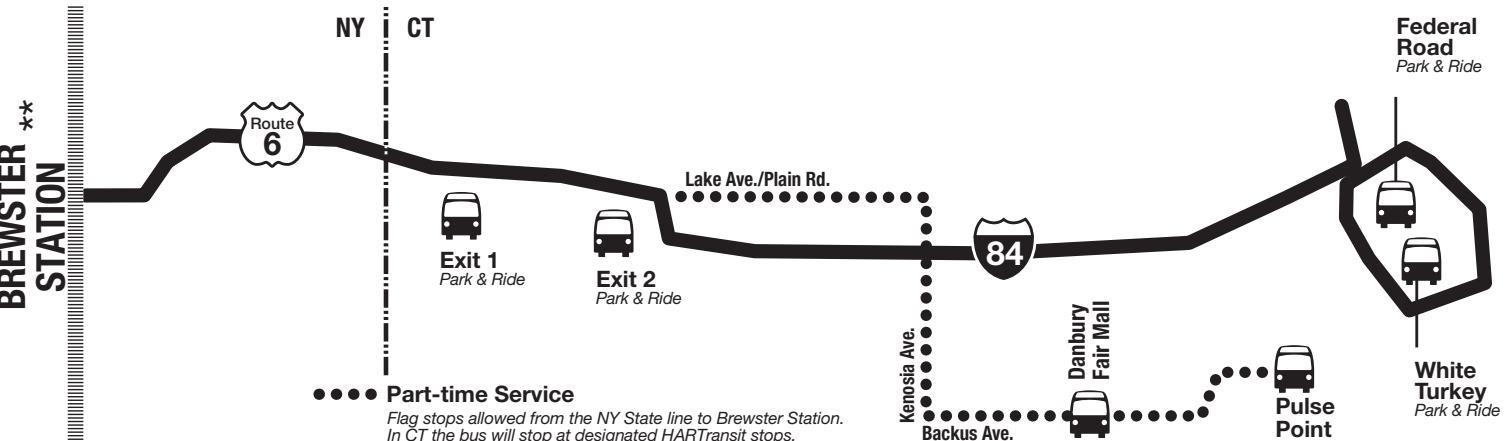 BREWSTER **
STATION
NY
CT
Route
6
Exit 1
Park & Ride
Exit 2
Park & Ride
Lake Ave./Plain Rd.
84
Kenosia Ave.
Backus Ave.
Danbury
Fair Mall
Pulse
Point
Federal
Road
Park & Ride
White
Turkey
Park & Ride
Part-time Service
Flag stops allowed from the NY State line to Brewster Station.
In CT the bus will stop at designated HARTransit stops.